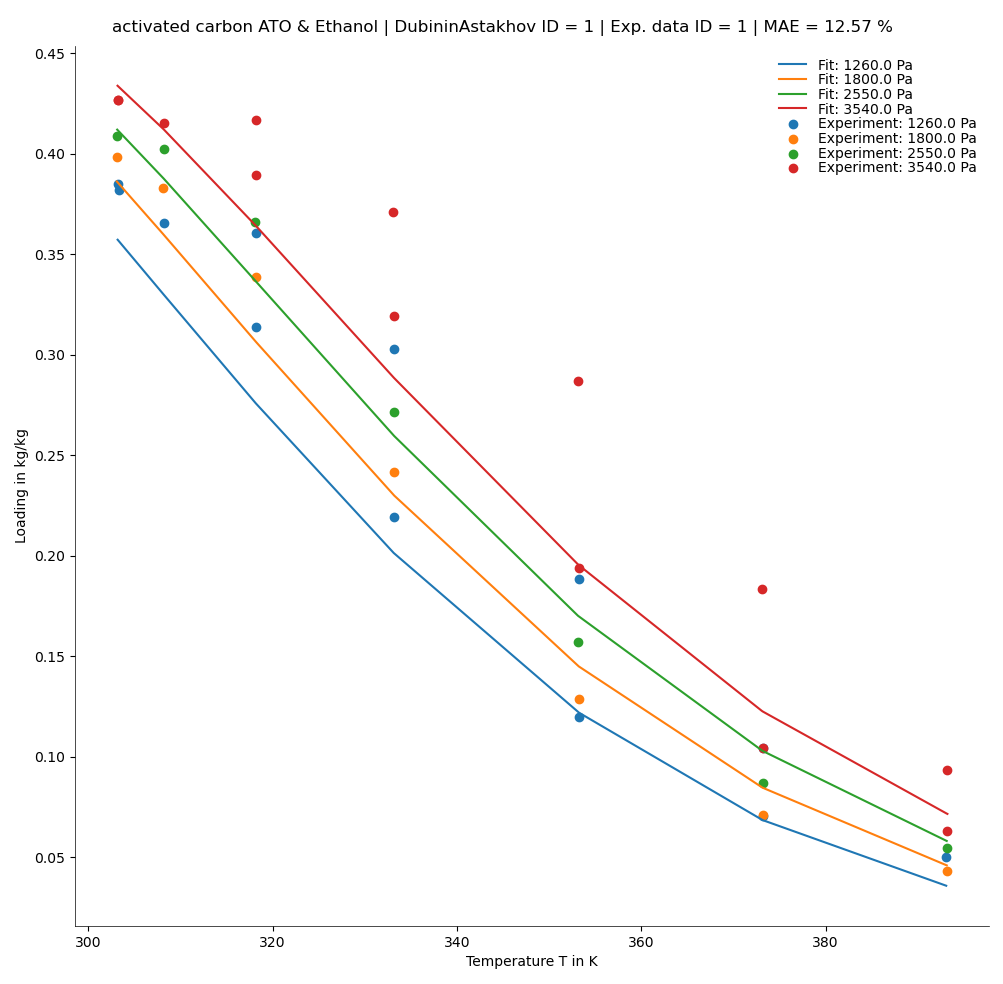 activated carbon ATO & Ethanol | DubininAstakhov ID = 1 | Exp. data ID = 1 | MAE = 12.57 %
Fit: 1260.0 Pa
Fit: 1800.0 Pa
Fit: 2550.0 Pa
Fit: 3540.0 Pa
Experiment: 1260.0 Pa
Experiment: 1800.0 Pa
Experiment: 2550.0 Pa
Experiment: 3540.0 Pa
Loading in kg/kg
0.45
0.40
0.35
0.30
0.25
0.20
0.15
0.10
0.05
300
320
340
360
380
Temperature T in K